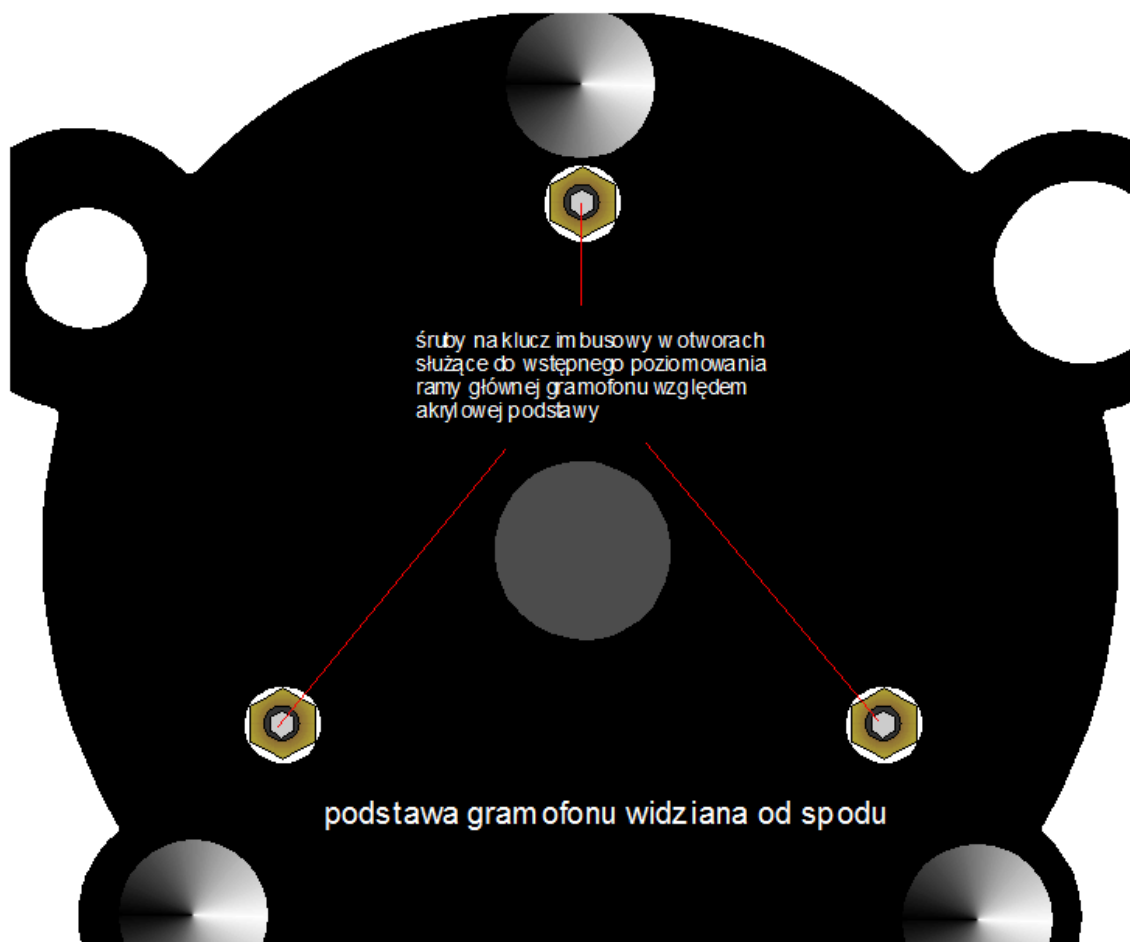 śruby na klucz imbusowy w otworach
służące do wstępnego poziomowania
ramy głównej gramofonu względem
akrylowej podstawy
podstawa gramofonu widziana od spodu